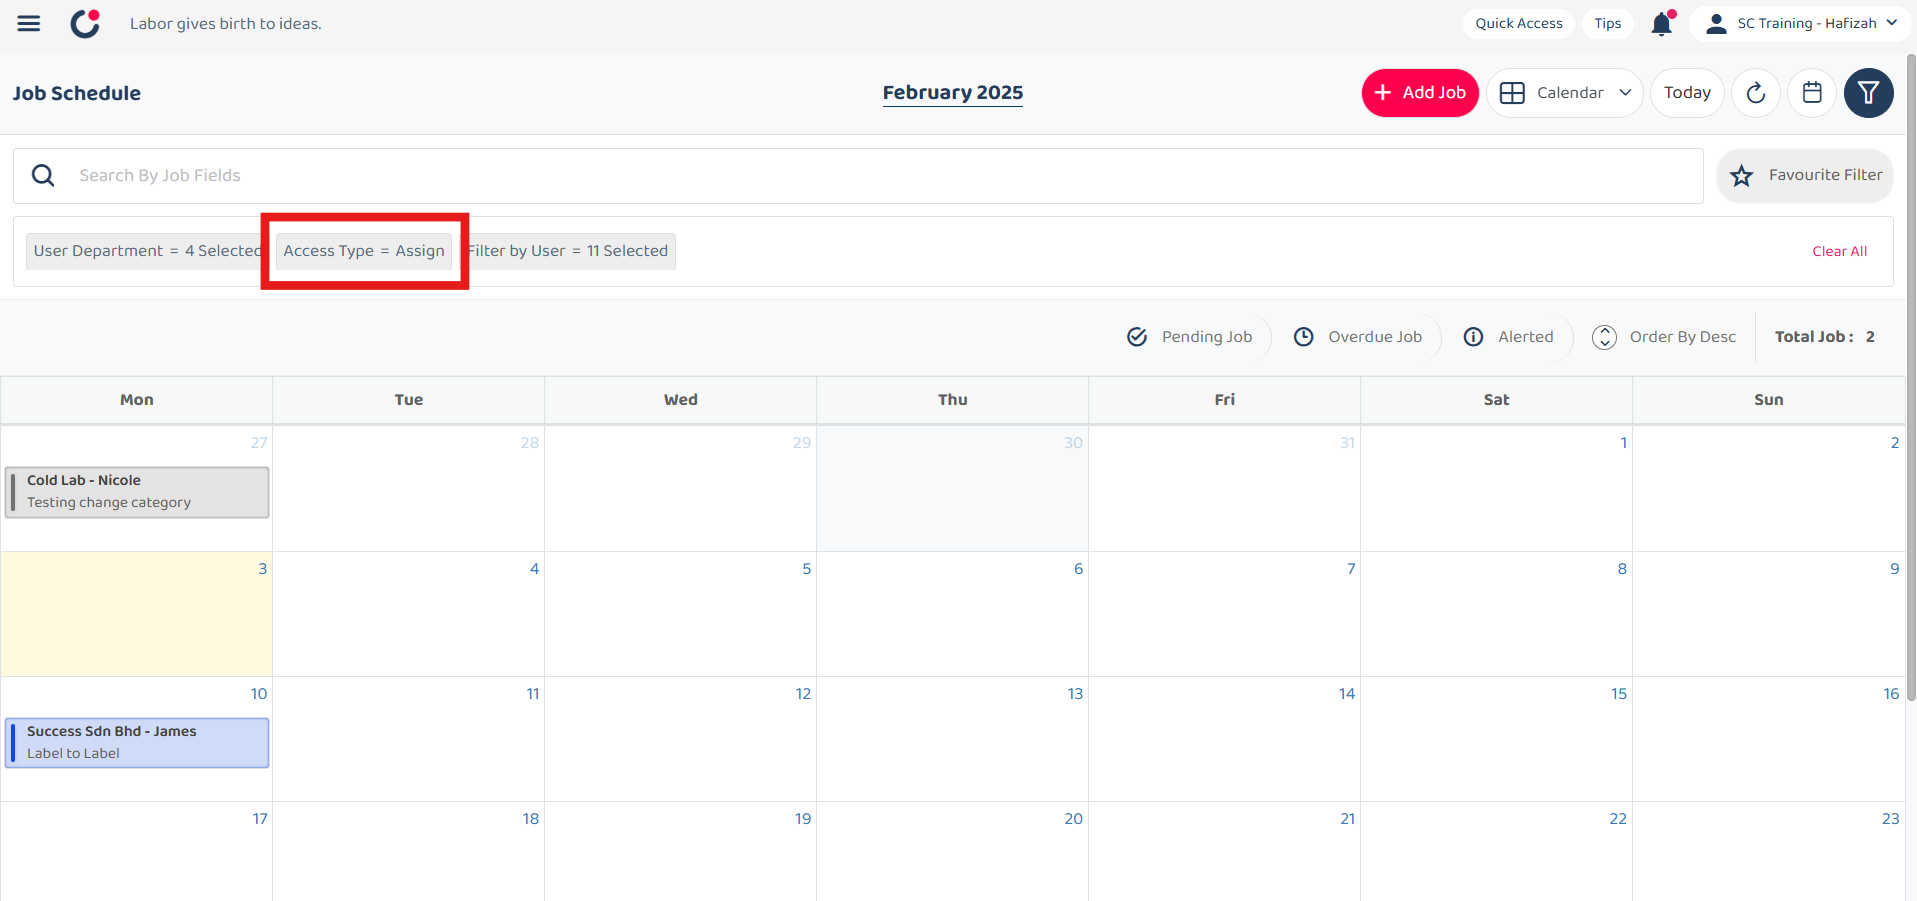 Labor gives birth to ideas.
Quick Access
Tips
SC Training - Hafizah
Job Schedule
February 2025
+ Add Job
Calendar
Today
Search By Job Fields
Favourite Filter
User Department = 4 Selected
Access Type = Assign
Filter by User = 11 Selected
Clear All
Pending Job
Overdue Job
Alerted
Order By Desc
Total Job : 2
Mon Tue Wed Thu Fri Sat Sun
27 28 29 30 31 1 2
Cold Lab - Nicole
Testing change category
3 4 5 6 7 8 9
10 11 12 13 14 15 16
Success Sdn Bhd - James
Label to Label
17 18 19 20 21 22 23